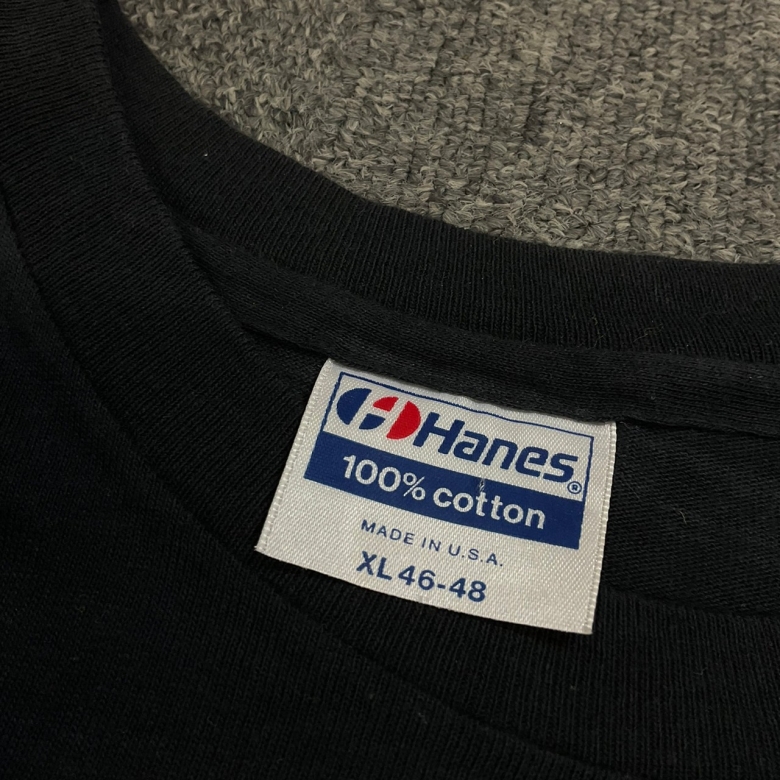 Hanes®
100% cotton
MADE IN U.S.A.
XL 46-48